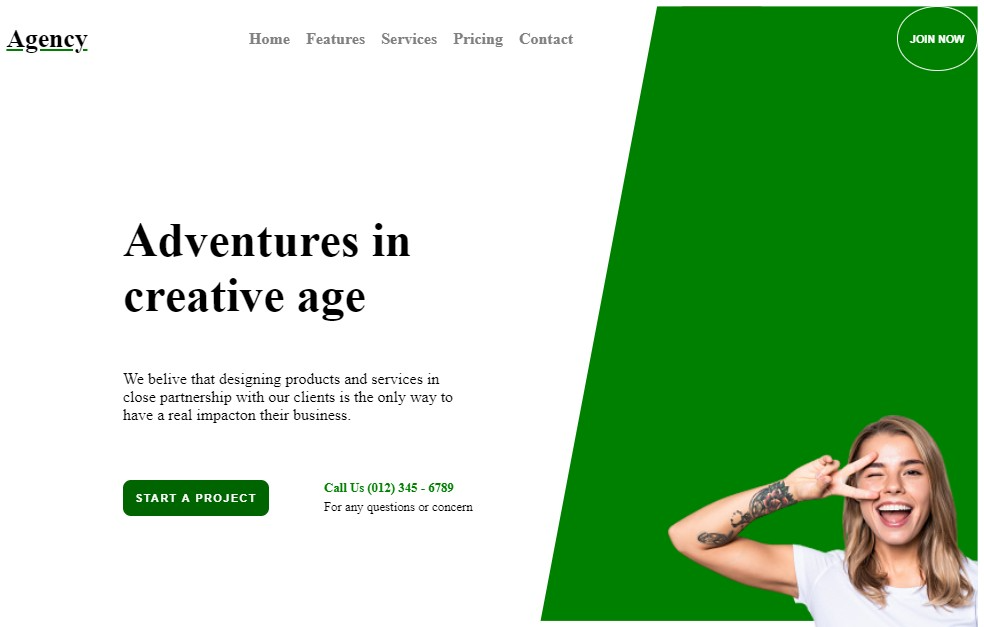 Agency
Home Features Services Pricing Contact
JOIN NOW
Adventures in
creative age
We belive that designing products and services in
close partnership with our clients is the only way to
have a real impacton their business.
START A PROJECT
Call Us (012) 345 - 6789
For any questions or concern